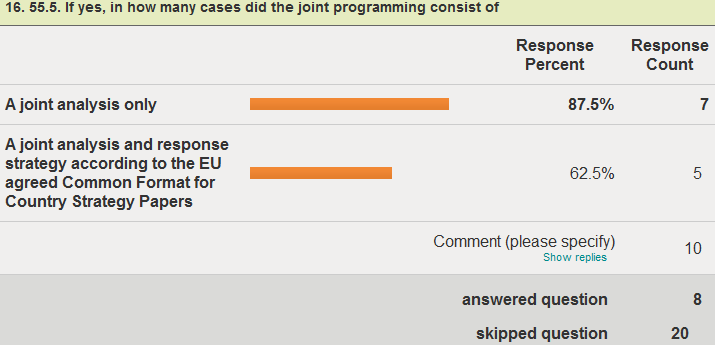 16. 55.5. If yes, in how many cases did the joint programming consist of
Response Percent
Response Count
A joint analysis only
87.5%
7
A joint analysis and response
strategy according to the EU
agreed Common Format for
Country Strategy Papers
62.5%
5
Comment (please specify)
Show replies
10
answered question
8
skipped question
20